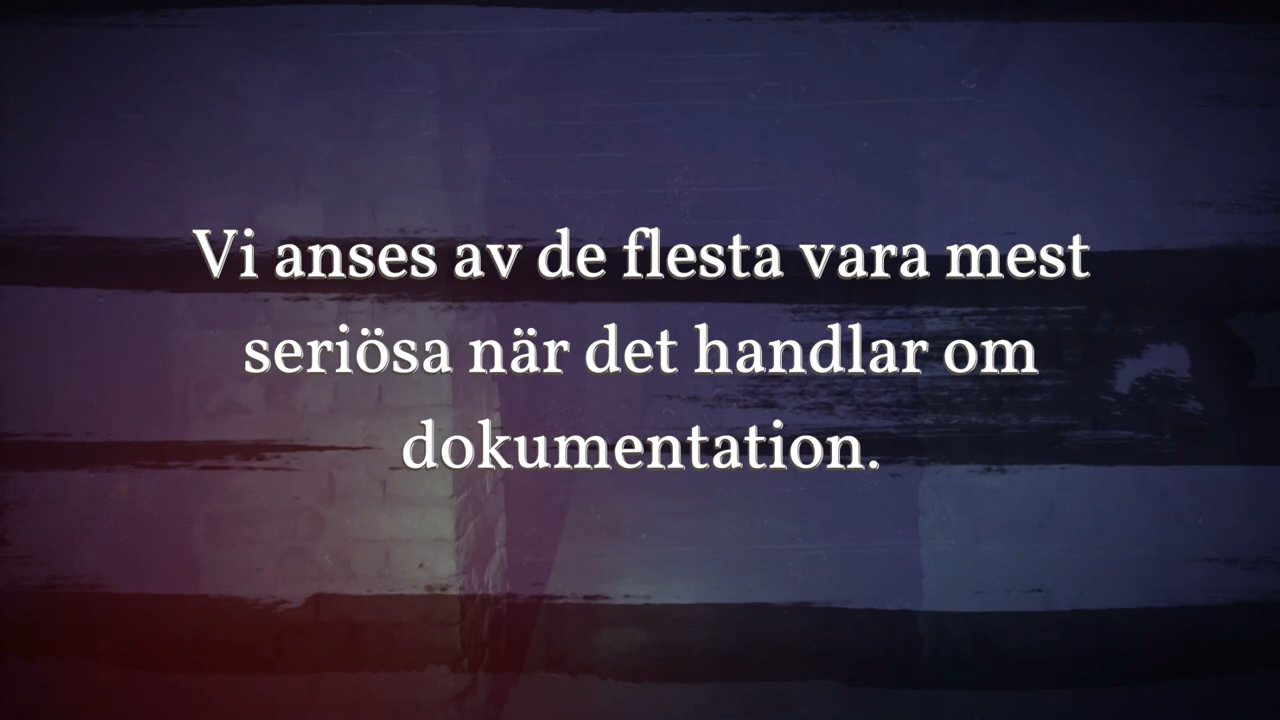 Vi anses av de flesta vara mest
seriösa när det handlar om
dokumentation.